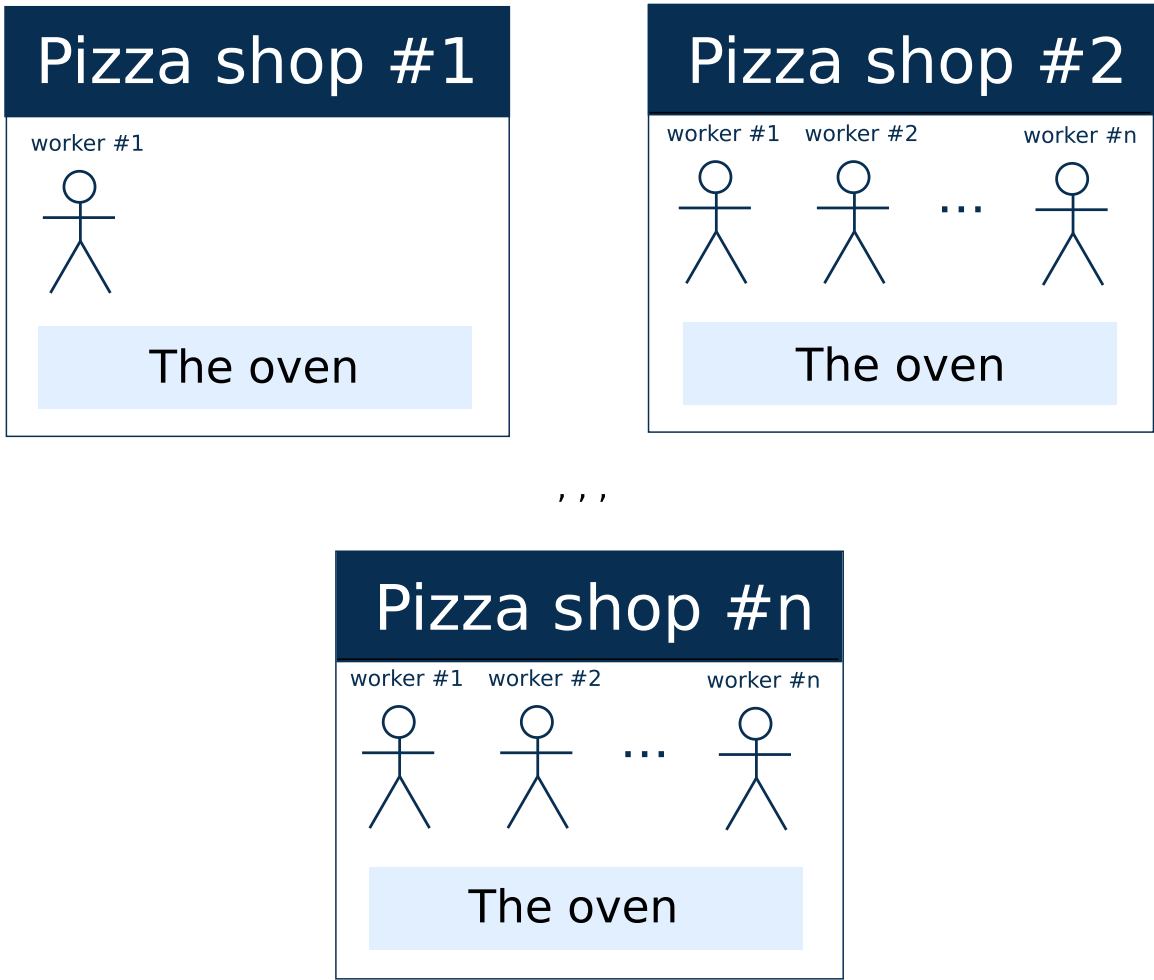 Pizza shop #1
worker #1
The oven
Pizza shop #2
worker #1 worker #2 ... worker #n
The oven
, , ,
Pizza shop #n
worker #1 worker #2 ... worker #n
The oven